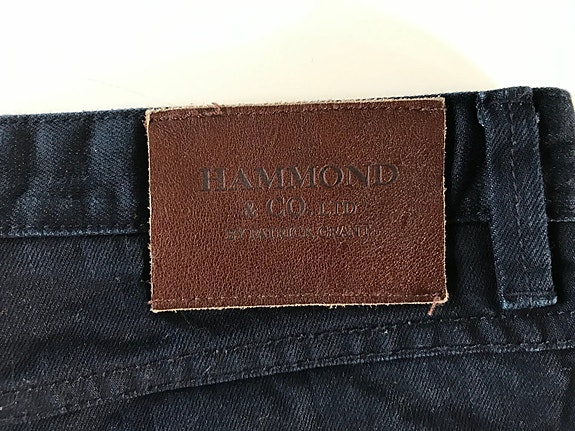 HAMMOND
& CO. LTD
BY PATRICK GRANT